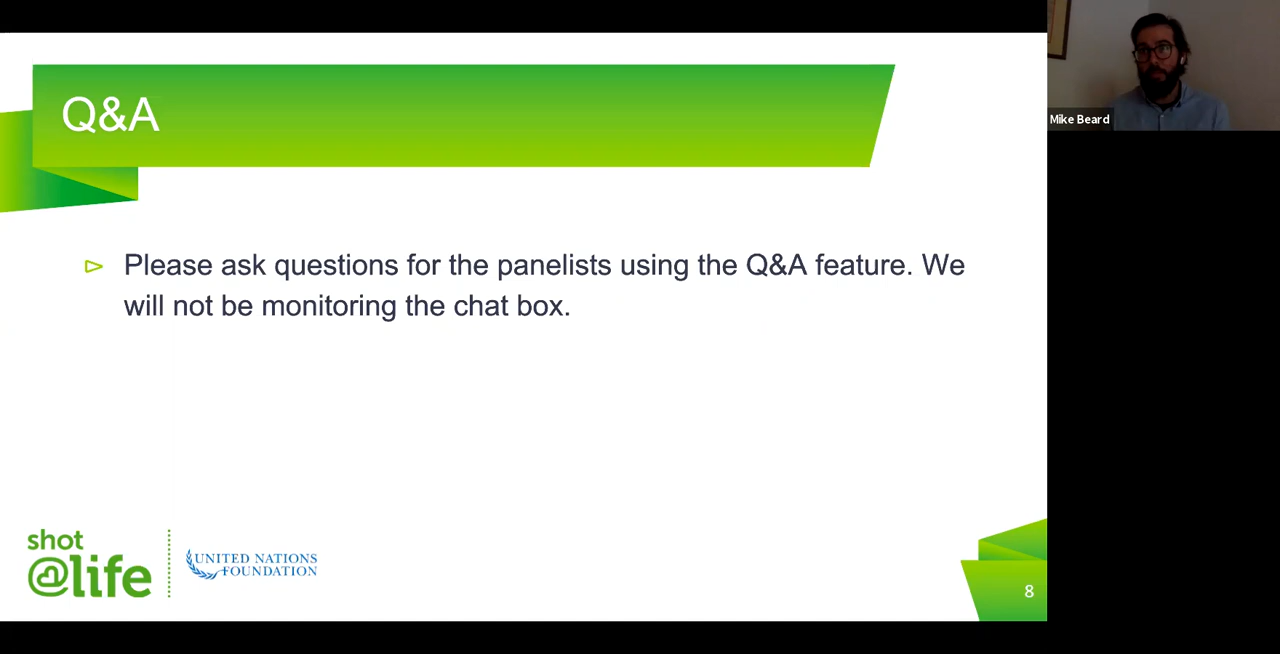 Q&A
Mike Beard
Please ask questions for the panelists using the Q&A feature. We
will not be monitoring the chat box.
shot
@life
UNITED NATIONS
FOUNDATION
8